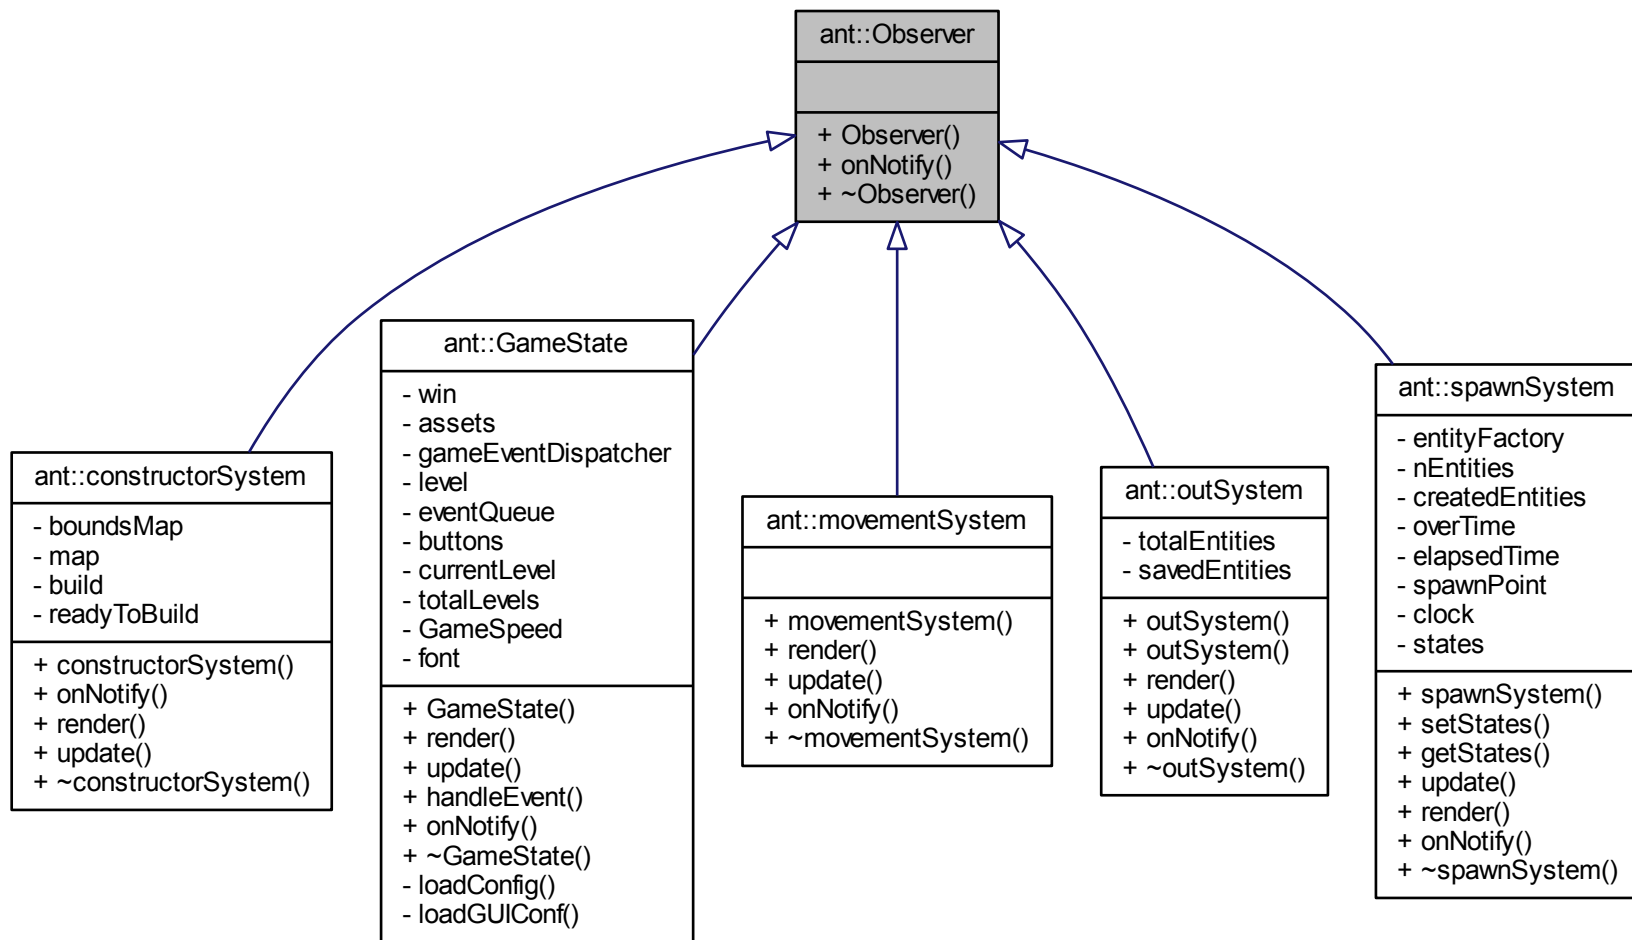 ant::Observer
+ Observer()
+ onNotify()
+ ~Observer()
ant::constructorSystem
- boundsMap
- map
- build
- readyToBuild
+ constructorSystem()
+ onNotify()
+ render()
+ update()
+ ~constructorSystem()
ant::GameState
- win
- assets
- gameEventDispatcher
- level
- eventQueue
- buttons
- currentLevel
- totalLevels
- GameSpeed
- font
+ GameState()
+ render()
+ update()
+ handleEvent()
+ onNotify()
+ ~GameState()
- loadConfig()
- loadGUIConf()
ant::movementSystem
+ movementSystem()
+ render()
+ update()
+ onNotify()
+ ~movementSystem()
ant::outSystem
- totalEntities
- savedEntities
+ outSystem()
+ outSystem()
+ render()
+ update()
+ onNotify()
+ ~outSystem()
ant::spawnSystem
- entityFactory
- nEntities
- createdEntities
- overTime
- elapsedTime
- spawnPoint
- clock
- states
+ spawnSystem()
+ setStates()
+ getStates()
+ update()
+ render()
+ onNotify()
+ ~spawnSystem()